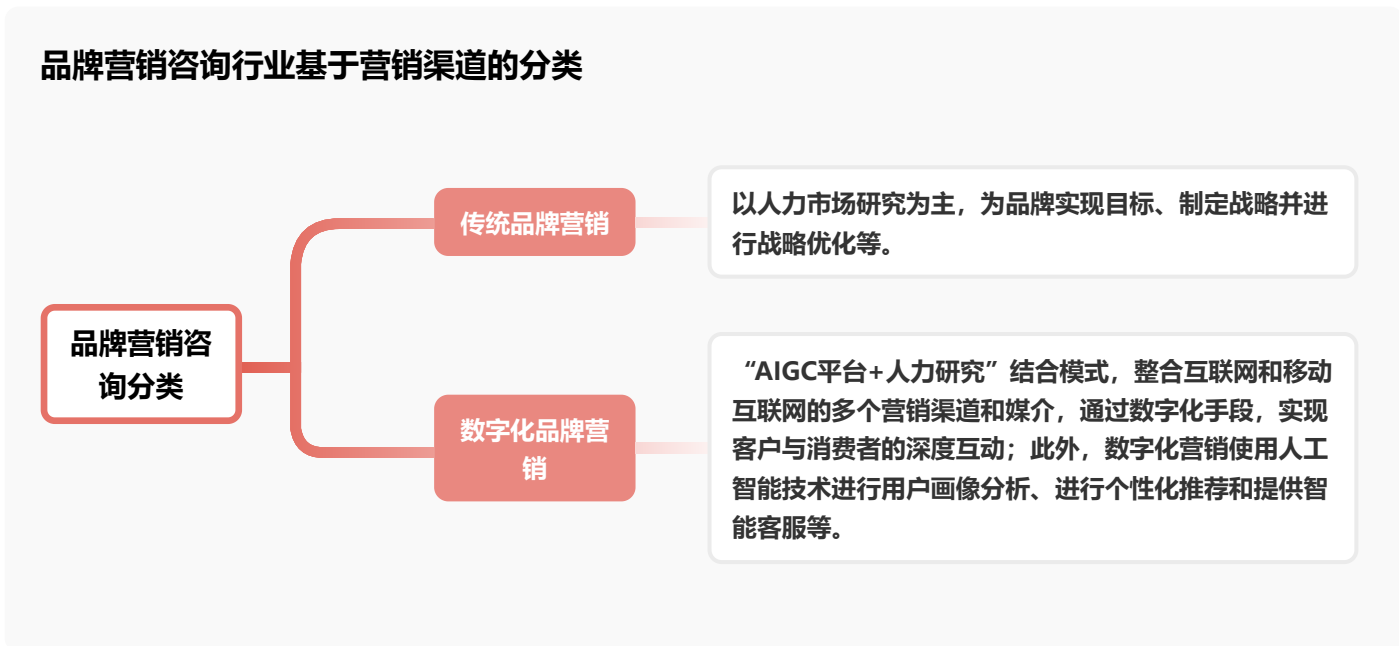 品牌营销咨询行业基于营销渠道的分类
传统品牌营销
以人力市场研究为主，为品牌实现目标、制定战略并进
行战略优化等。
品牌营销咨
询分类
数字化品牌营
销
“AIGC平台+人力研究”结合模式，整合互联网和移动
互联网的多个营销渠道和媒介，通过数字化手段，实现
客户与消费者的深度互动；此外，数字化营销使用人工
智能技术进行用户画像分析、进行个性化推荐和提供智
能客服等。